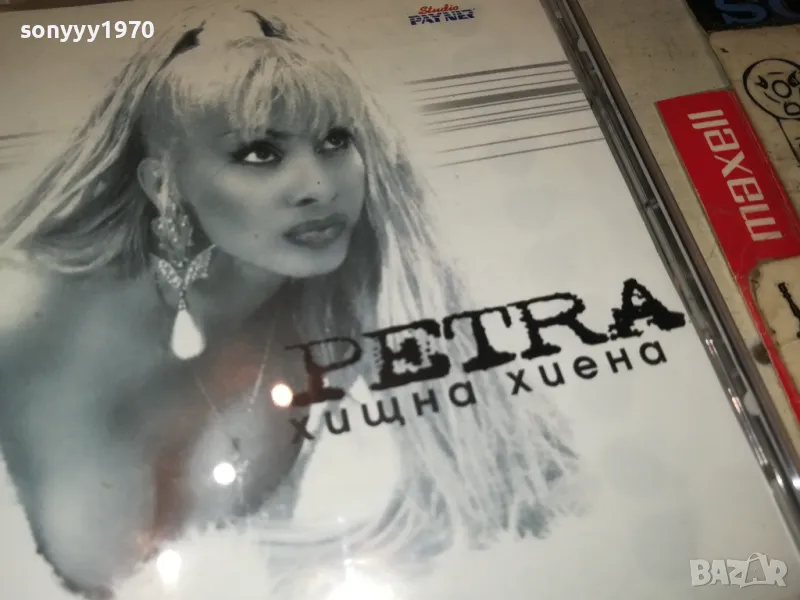 sonyyy1970
Studio
PAYNER
maxell
PETRA
хищна хиена
BAZAR